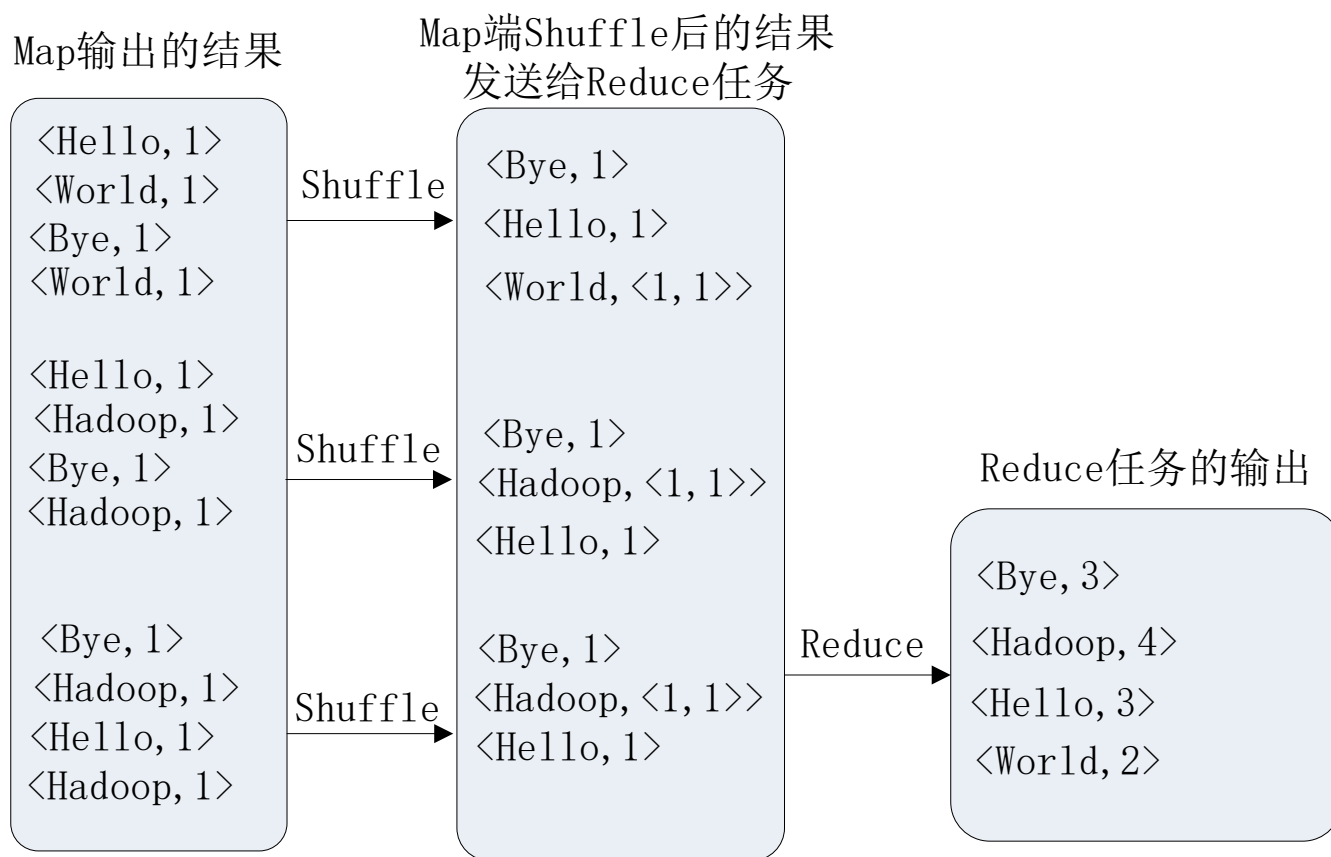 Map输出的结果
<Hello,1>
<World,1>
<Bye,1>
<World,1>
<Hello,1>
<Hadoop,1>
<Bye,1>
<Hadoop,1>
<Bye,1>
<Hadoop,1>
<Hello,1>
<Hadoop,1>
Shuffle
Shuffle
Shuffle
Map端Shuffle后的结果
发送给Reduce任务
<Bye,1>
<Hello,1>
<World,<1,1>>
<Bye,1>
<Hadoop,<1,1>>
<Hello,1>
<Bye,1>
<Hadoop,<1,1>>
<Hello,1>
Reduce
Reduce任务的输出
<Bye,3>
<Hadoop,4>
<Hello,3>
<World,2>